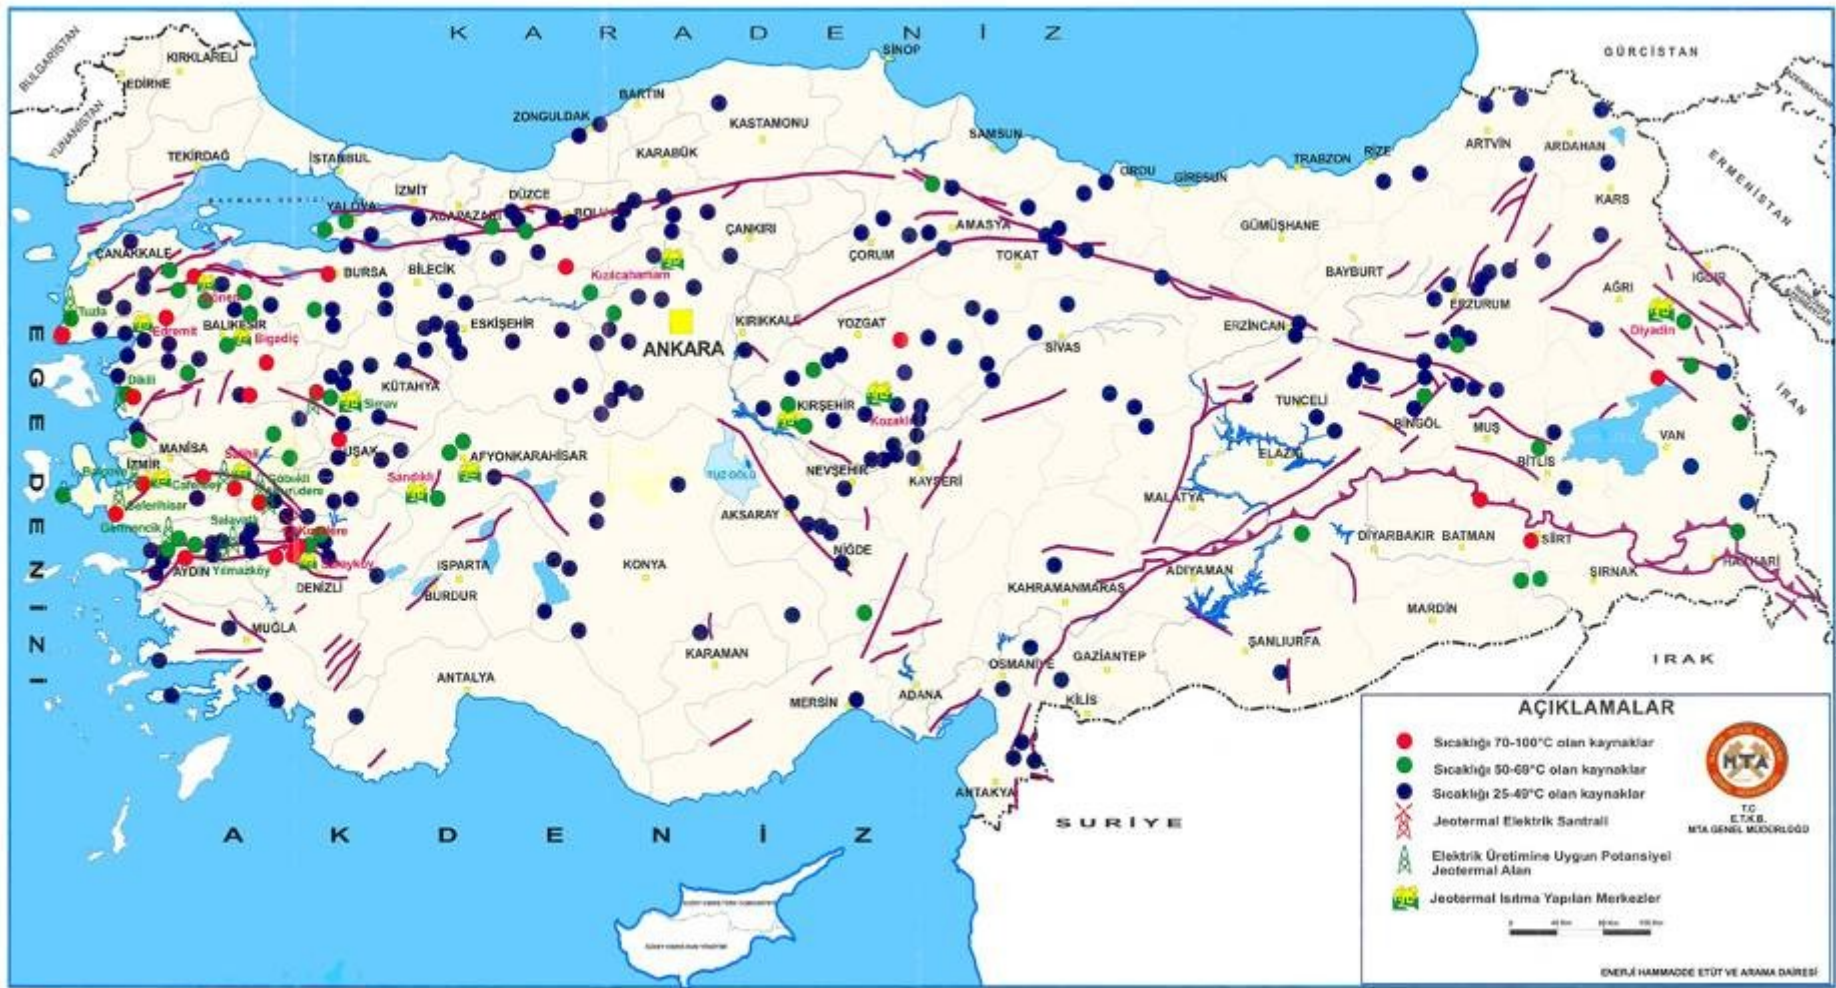 K A R A D E N İ Z
BULGARİSTAN
YUNANİSTAN
GÜRCİSTAN
ERMENİSTAN
İRAN
IRAK
SURİYE
E G E D E N İ Z İ
A K D E N İ Z
KIRKLARELİ
EDİRNE
TEKİRDAĞ
İSTANBUL
ZONGULDAK
BARTIN
KASTAMONU
SİNOP
KARABÜK
SAMSUN
ORDU
GİRESUN
TRABZON
RİZE
ARTVİN
ARDAHAN
KARS
İZMİT
DÜZCE
YALOVA
ADAPAZARI
BOLU
ÇANKIRI
ÇORUM
AMASYA
TOKAT
GÜMÜŞHANE
BAYBURT
ERZURUM
AĞRI
IĞDIR
ÇANAKKALE
BURSA
BİLECİK
Kızılcahamam
Gönen
Tuzla
Edremit
BALIKESİR
Bigadiç
ESKİŞEHİR
ANKARA
KIRIKKALE
YOZGAT
SİVAS
ERZİNCAN
Diyadin
Dikili
KÜTAHYA
Simav
KIRŞEHİR
Kozaklı
TUNCELİ
BİNGÖL
MUŞ
VAN
MANİSA
Salihli
UŞAK
AFYONKARAHİSAR
TUZ GÖLÜ
NEVŞEHİR
KAYSERİ
ELAZIĞ
BİTLİS
İZMİR
Sandıklı
Seferihisar
MALATYA
AKSARAY
Germencik
Salavatlı
DİYARBAKIR
BATMAN
SİİRT
HAKKARİ
AYDIN
Yılmazköy
DENİZLİ
ISPARTA
BURDUR
KONYA
NİĞDE
KAHRAMANMARAŞ
ADIYAMAN
ŞIRNAK
MARDİN
MUĞLA
KARAMAN
ANTALYA
MERSİN
ADANA
OSMANİYE
GAZİANTEP
ŞANLIURFA
KİLİS
ANTAKYA
AÇIKLAMALAR
Sıcaklığı 70-100°C olan kaynaklar
Sıcaklığı 50-69°C olan kaynaklar
Sıcaklığı 25-49°C olan kaynaklar
Jeotermal Elektrik Santrali
Elektrik Üretimine Uygun Potansiyel
Jeotermal Alan
Jeotermal Isıtma Yapılan Merkezler
MTA
T.C
E.T.K.B.
MTA GENEL MÜDÜRLÜĞÜ
ENERJİ HAMMADDE ETÜT VE ARAMA DAİRESİ